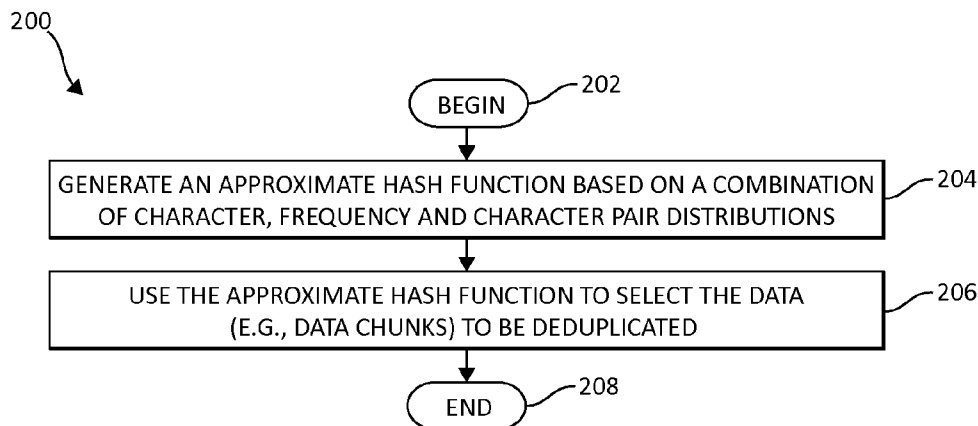 200
BEGIN
202
GENERATE AN APPROXIMATE HASH FUNCTION BASED ON A COMBINATION
OF CHARACTER, FREQUENCY AND CHARACTER PAIR DISTRIBUTIONS
204
USE THE APPROXIMATE HASH FUNCTION TO SELECT THE DATA
(E.G., DATA CHUNKS) TO BE DEDUPLICATED
206
END
208